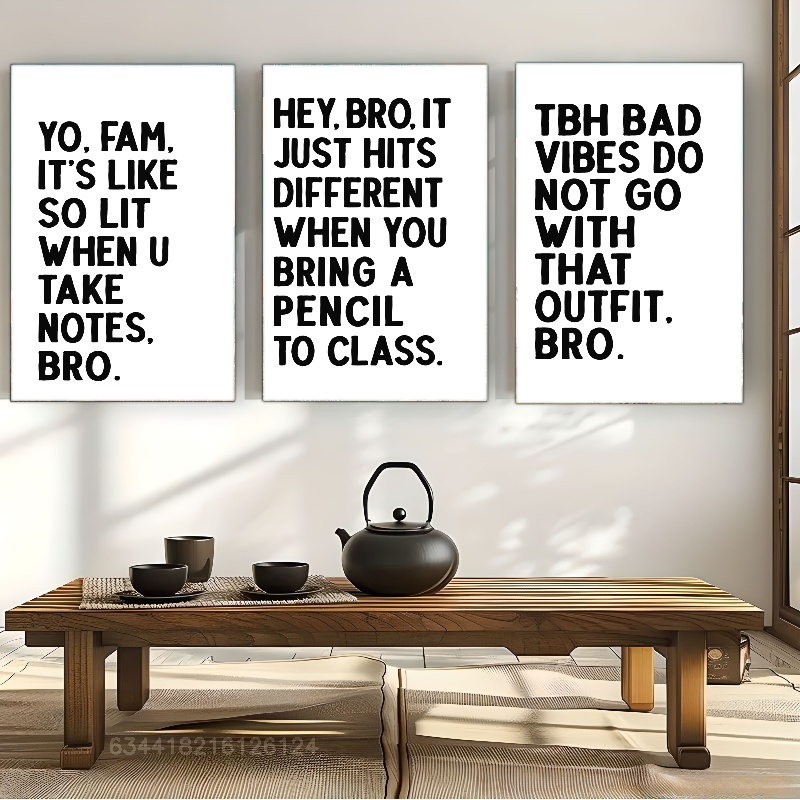 YO, FAM,
IT'S LIKE
SO LIT
WHEN U
TAKE
NOTES,
BRO.
HEY, BRO, IT
JUST HITS
DIFFERENT
WHEN YOU
BRING A
PENCIL
TO CLASS.
TBH BAD
VIBES DO
NOT GO
WITH
THAT
OUTFIT,
BRO.
634418216126124